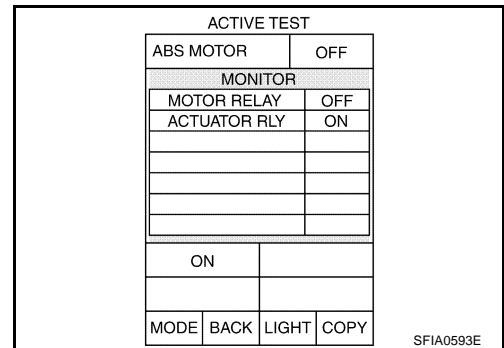 ACTIVE TEST
ABS MOTOR OFF
MONITOR
MOTOR RELAY OFF
ACTUATOR RLY ON
ON
MODE BACK LIGHT COPY
SFIA0593E